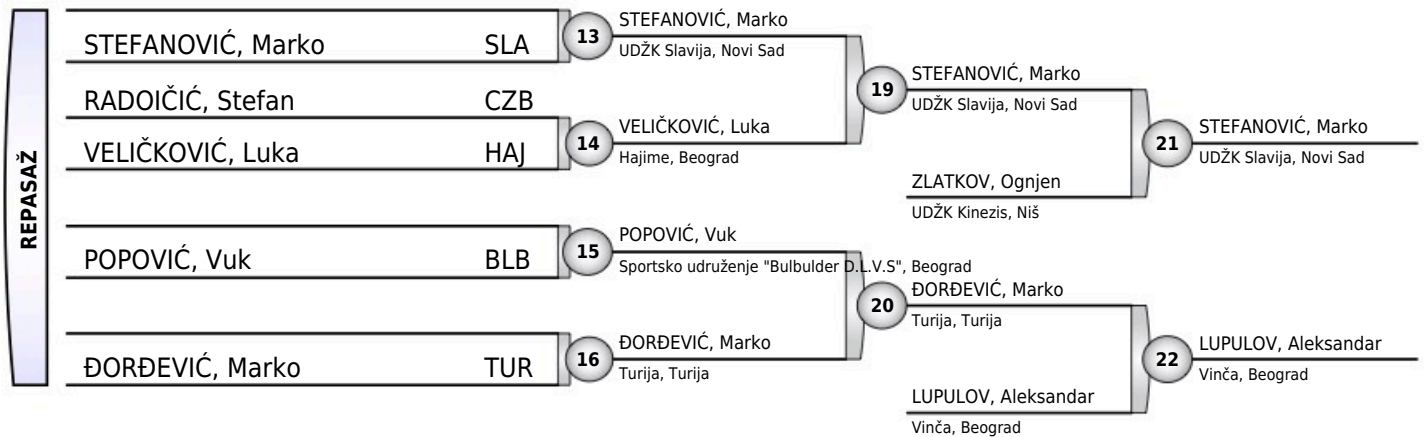 REPASAŽ
STEFANOVIĆ, Marko SLA
RADOIČIĆ, Stefan CZB
VELIČKOVIĆ, Luka HAJ
POPOVIĆ, Vuk BLB
ĐORĐEVIĆ, Marko TUR
13
STEFANOVIĆ, Marko
UDŽK Slavija, Novi Sad
14
VELIČKOVIĆ, Luka
Hajime, Beograd
15
POPOVIĆ, Vuk
Sportsko udruženje "Bulbulder D.L.V.S", Beograd
16
ĐORĐEVIĆ, Marko
Turija, Turija
19
STEFANOVIĆ, Marko
UDŽK Slavija, Novi Sad
ZLATKOV, Ognjen
UDŽK Kinezis, Niš
20
ĐORĐEVIĆ, Marko
Turija, Turija
LUPULOV, Aleksandar
Vinča, Beograd
21
STEFANOVIĆ, Marko
UDŽK Slavija, Novi Sad
22
LUPULOV, Aleksandar
Vinča, Beograd